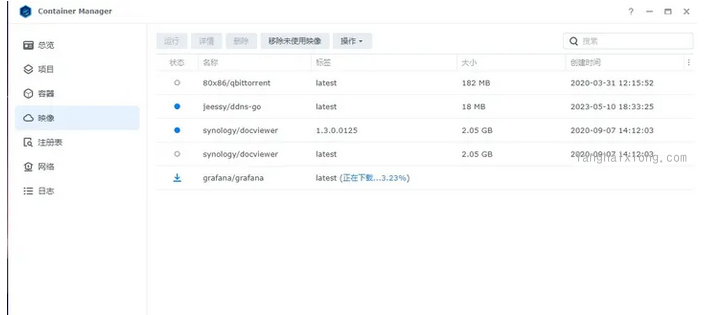 Container Manager
总览
项目
容器
映像
注册表
网络
日志
运行 详情 删除 移除未使用映像 操作 搜索
状态 名称 标签 大小 创建时间
80x86/qbittorrent latest 182 MB 2020-03-31 12:15:52
jeessy/ddns-go latest 18 MB 2023-05-10 18:33:25
synology/docviewer 1.3.0.0125 2.05 GB 2020-09-07 14:12:03
synology/docviewer latest 2.05 GB 2020-09-07 14:12:03
grafana/grafana latest (正在下载...3.23%)